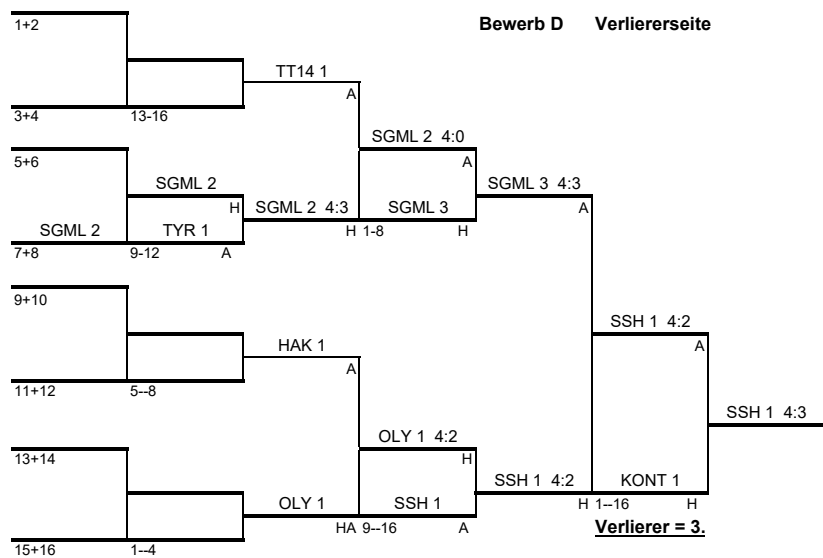 Bewerb D Verliererseite
1+2
TT14 1
A
3+4 13-16
SGML 2 4:0
5+6
A
SGML 2
SGML 3 4:3
H
SGML 2 4:3
SGML 3
A
SGML 2
TYR 1
H 1-8 H
7+8 9-12 A
9+10
SSH 1 4:2
HAK 1
A
A
11+12 5--8
SSH 1 4:3
OLY 1 4:2
13+14
H
SSH 1 4:2
KONT 1
OLY 1
SSH 1
H 1--16 H
HA 9--16 A
Verlierer = 3.
15+16 1--4